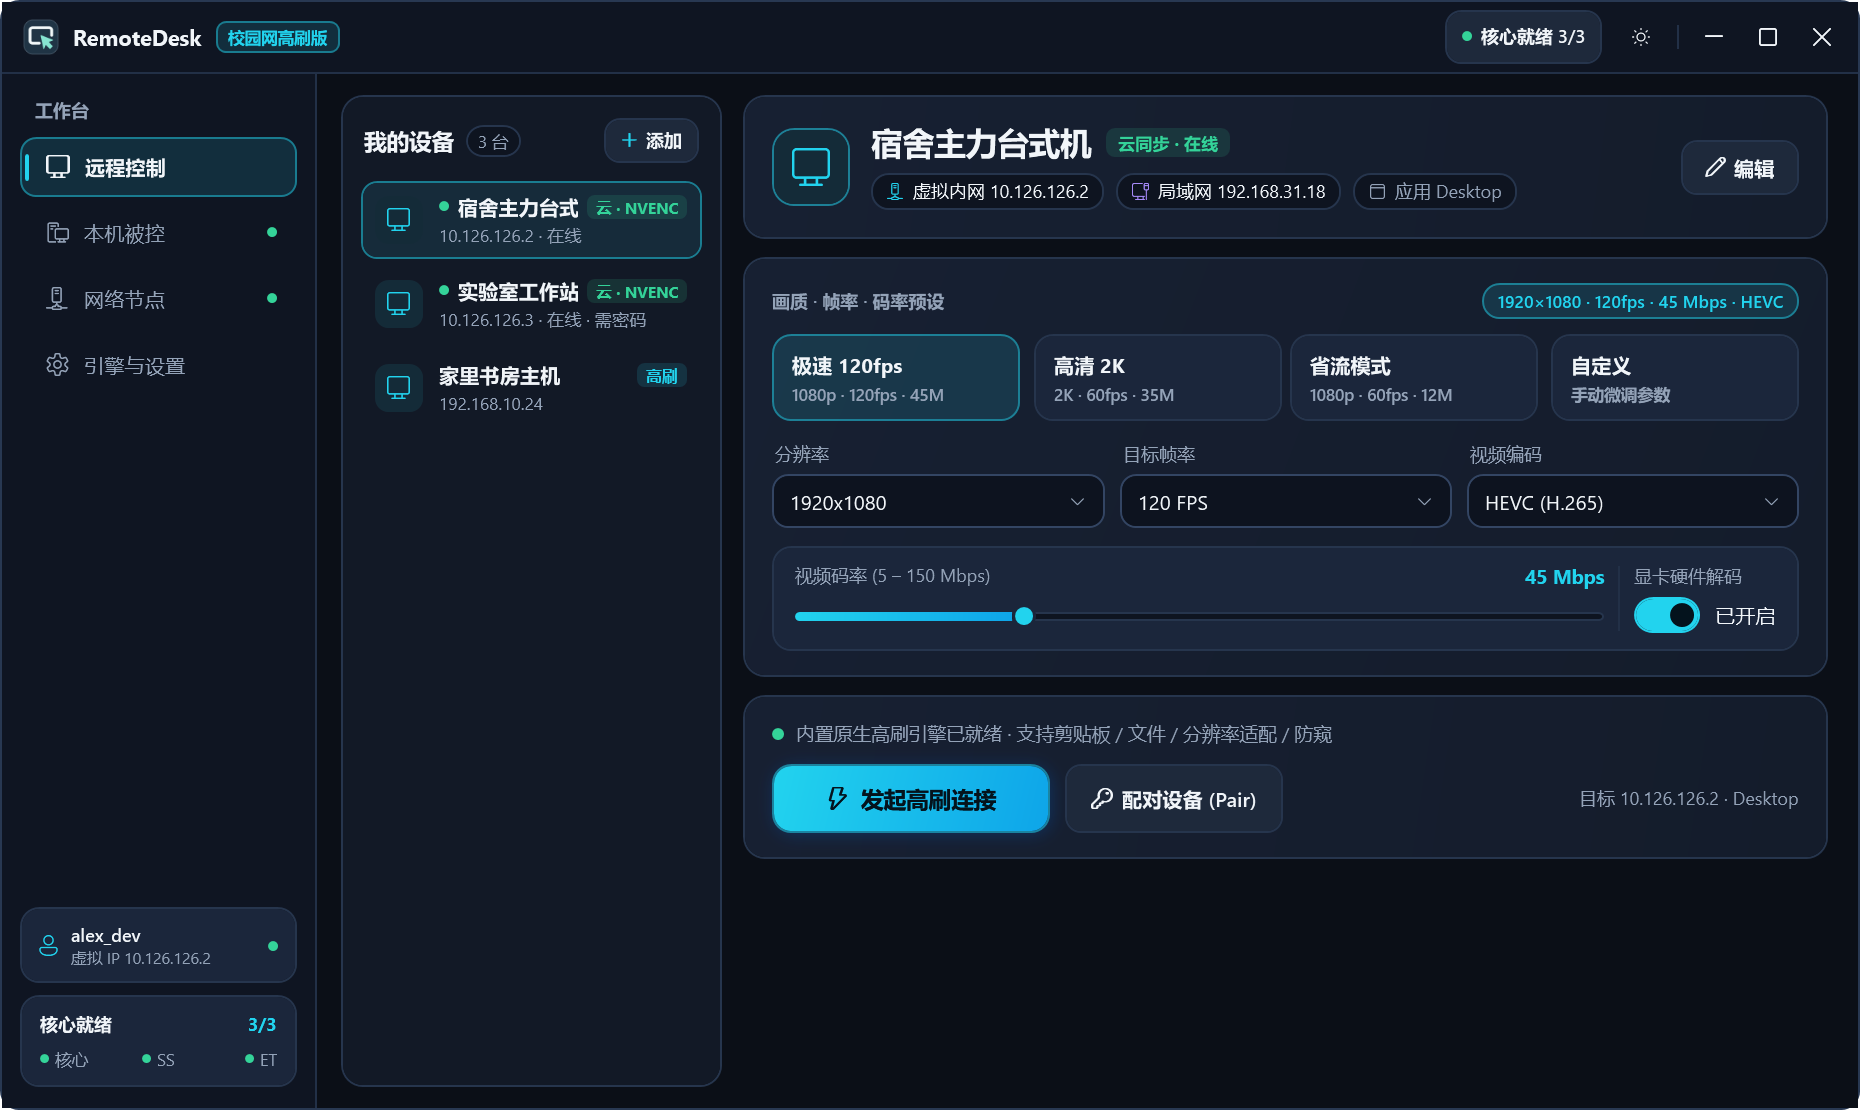 RemoteDesk 校园网高刷版
核心就绪 3/3
工作台
远程控制
本机被控
网络节点
引擎与设置
alex_dev
虚拟 IP 10.126.126.2
核心就绪 3/3
核心 SS ET
我的设备 3 台
添加
宿舍主力台式 云 · NVENC
10.126.126.2 · 在线
实验室工作站 云 · NVENC
10.126.126.3 · 在线 · 需密码
家里书房主机 高刷
192.168.10.24
宿舍主力台式机 云同步 · 在线
虚拟内网 10.126.126.2 局域网 192.168.31.18 应用 Desktop
编辑
画质 · 帧率 · 码率预设
1920×1080 · 120fps · 45 Mbps · HEVC
极速 120fps
1080p · 120fps · 45M
高清 2K
2K · 60fps · 35M
省流模式
1080p · 60fps · 12M
自定义
手动微调参数
分辨率
1920x1080
目标帧率
120 FPS
视频编码
HEVC (H.265)
视频码率 (5 – 150 Mbps) 45 Mbps
显卡硬件解码
已开启
内置原生高刷引擎已就绪 · 支持剪贴板 / 文件 / 分辨率适配 / 防窥
发起高刷连接
配对设备 (Pair)
目标 10.126.126.2 · Desktop